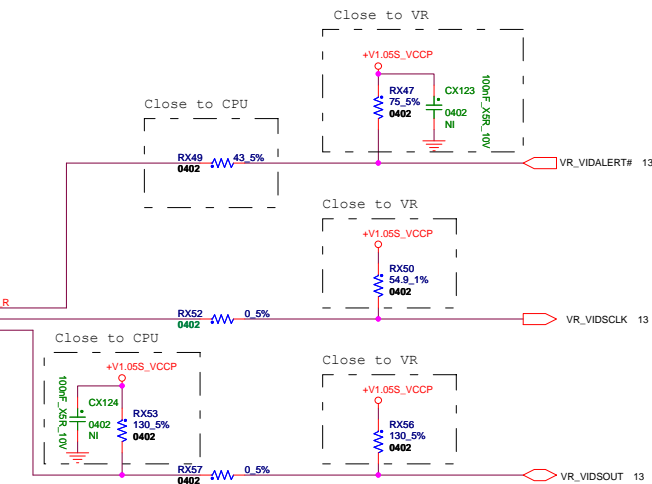 Close to VR
+V1.05S_VCCP
RX47
75_5%
0402
CX123
0402
NI
100nF_X5R_10V
Close to CPU
RX49
43_5%
0402
VR_VIDALERT# 13
Close to VR
+V1.05S_VCCP
RX50
54.9_1%
0402
R
RX52
0_5%
0402
VR_VIDSCLK 13
Close to CPU
+V1.05S_VCCP
100nF_X5R_10V
CX124
0402
NI
RX53
130_5%
0402
Close to VR
+V1.05S_VCCP
RX56
130_5%
0402
RX57
0_5%
0402
VR_VIDSOUT 13